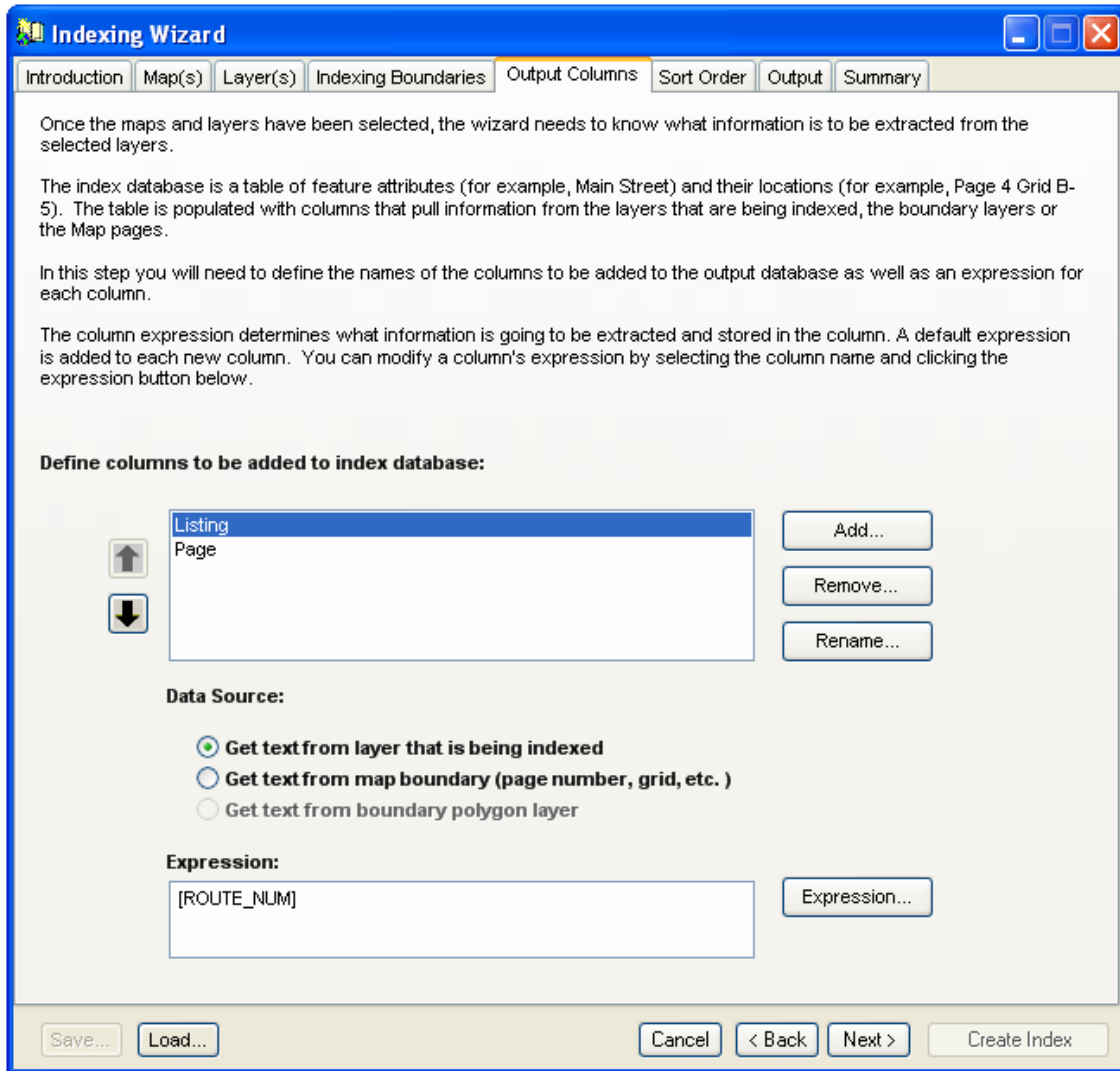 Indexing Wizard
Introduction Map(s) Layer(s) Indexing Boundaries Output Columns Sort Order Output Summary
Once the maps and layers have been selected, the wizard needs to know what information is to be extracted from the
selected layers.
The index database is a table of feature attributes (for example, Main Street) and their locations (for example, Page 4 Grid B-
5). The table is populated with columns that pull information from the layers that are being indexed, the boundary layers or
the Map pages.
In this step you will need to define the names of the columns to be added to the output database as well as an expression for
each column.
The column expression determines what information is going to be extracted and stored in the column. A default expression
is added to each new column. You can modify a column's expression by selecting the column name and clicking the
expression button below.
Define columns to be added to index database:
Listing
Page
Add...
Remove...
Rename...
Data Source:
Get text from layer that is being indexed
Get text from map boundary (page number, grid, etc. )
Get text from boundary polygon layer
Expression:
[ROUTE_NUM]
Expression...
Save... Load... Cancel < Back Next > Create Index